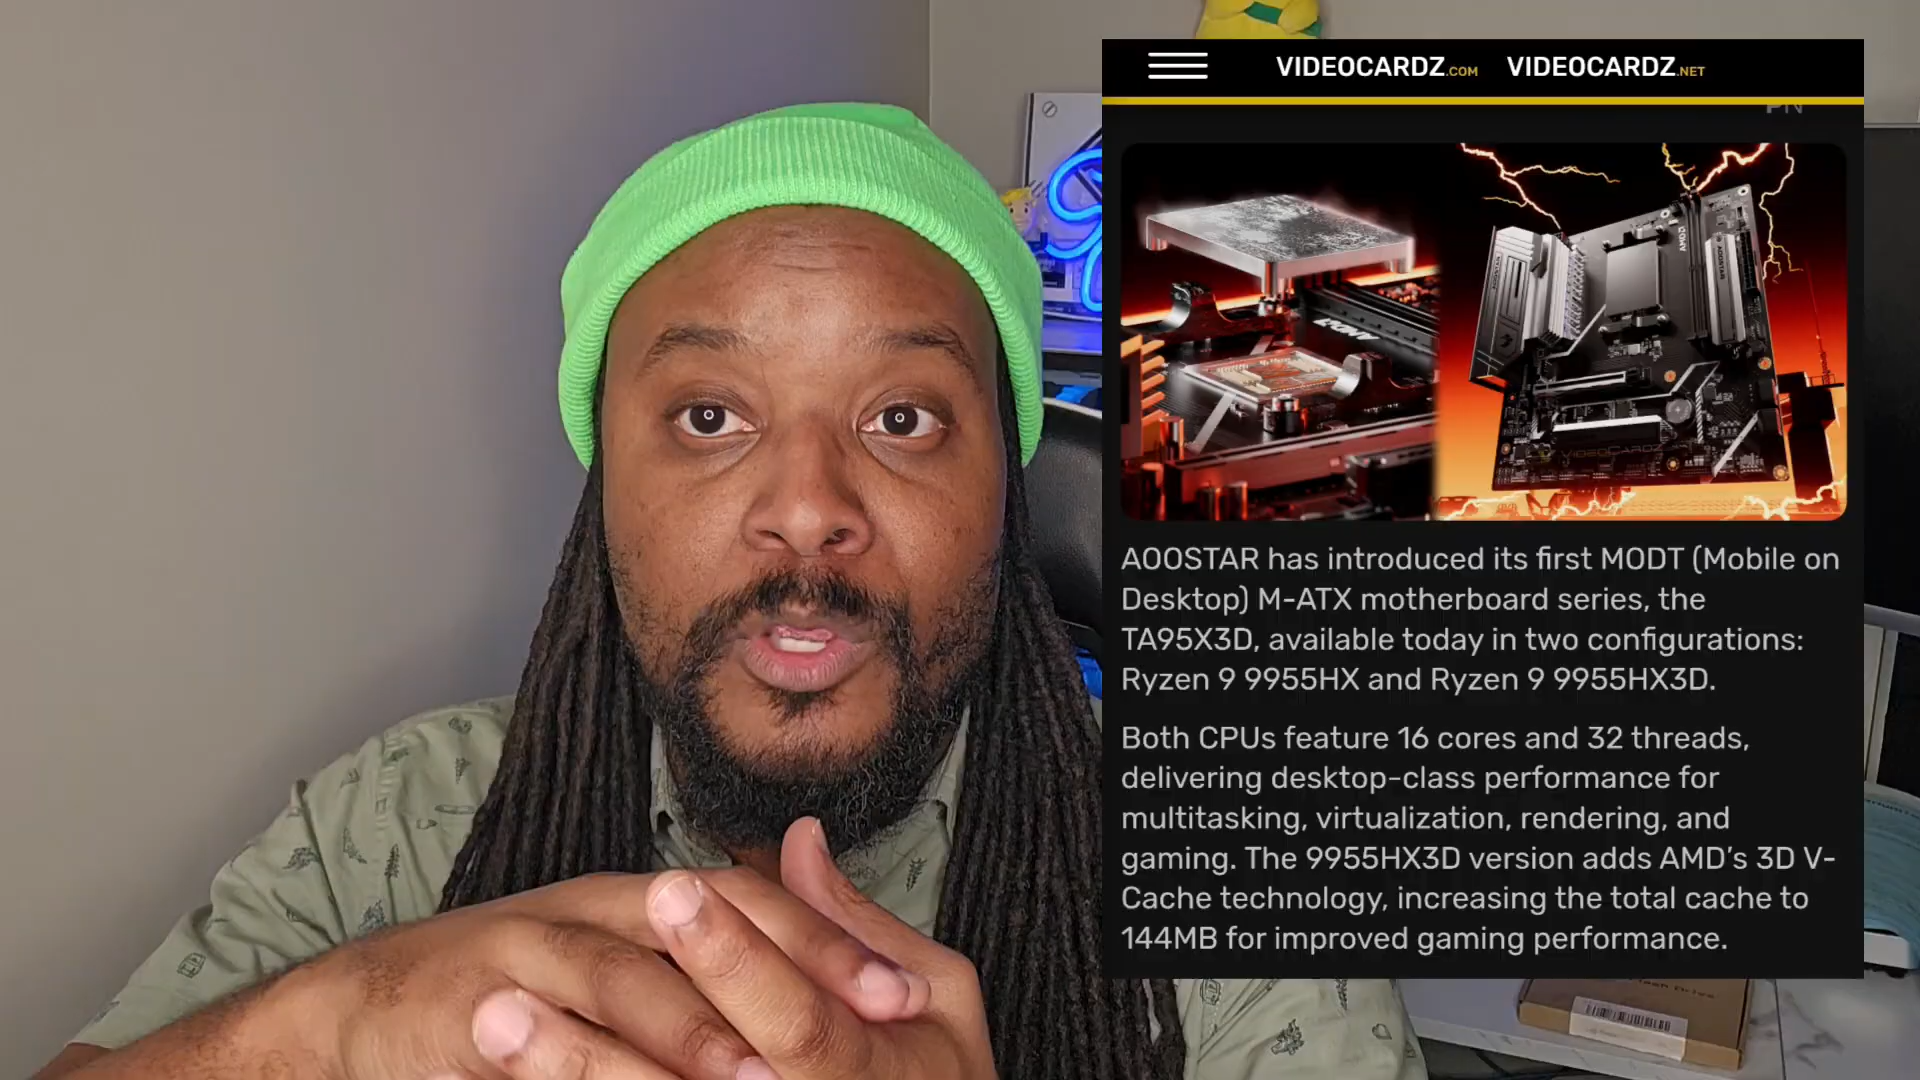 VIDEOCARDZ.COM VIDEOCARDZ.NET
AOOSTAR has introduced its first MODT (Mobile on
Desktop) M-ATX motherboard series, the
TA95X3D, available today in two configurations:
Ryzen 9 9955HX and Ryzen 9 9955HX3D.
Both CPUs feature 16 cores and 32 threads,
delivering desktop-class performance for
multitasking, virtualization, rendering, and
gaming. The 9955HX3D version adds AMD’s 3D V-
Cache technology, increasing the total cache to
144MB for improved gaming performance.